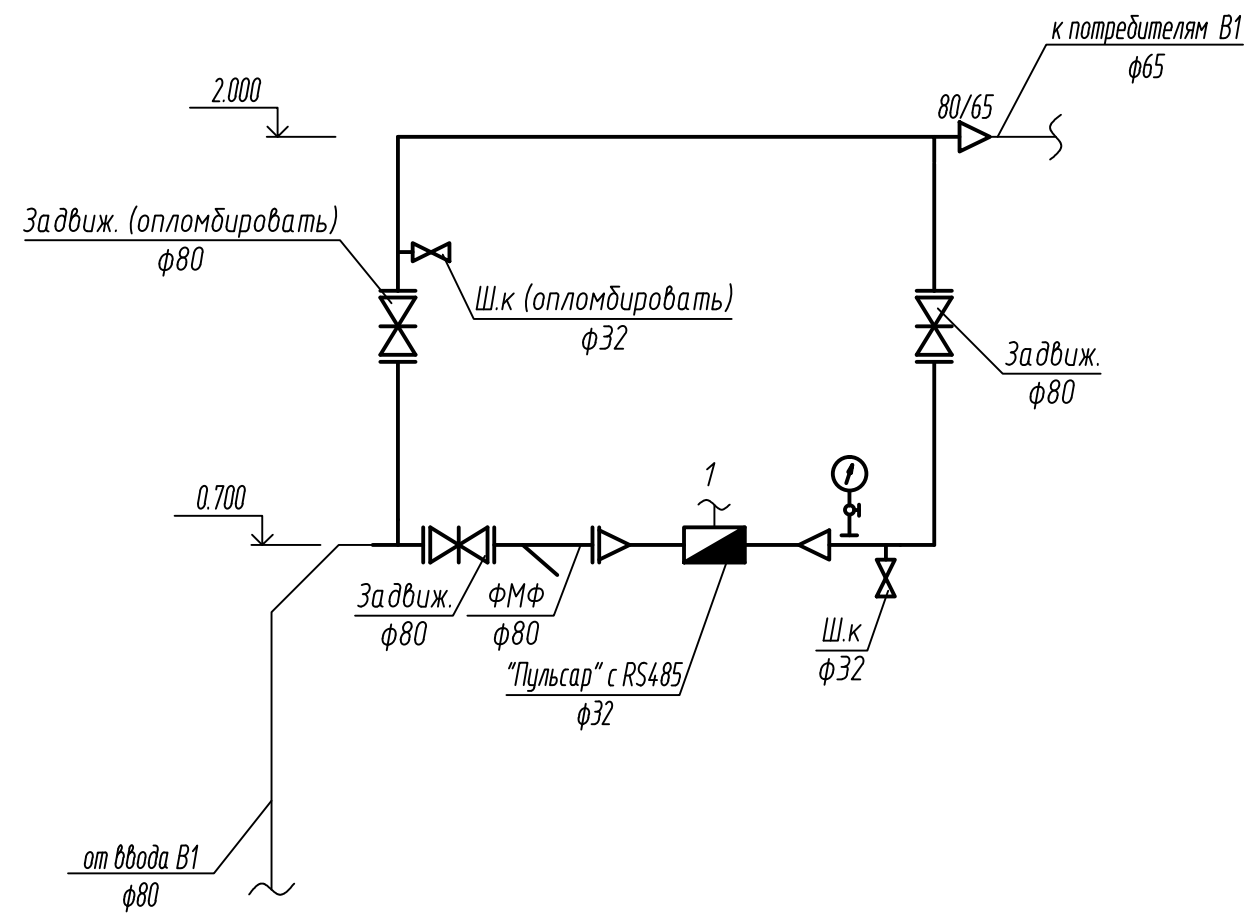 к потребителям В1
ф65
2.000
80/65
Задвиж. (опломбировать)
ф80
Ш.к (опломбировать)
ф32
Задвиж.
ф80
1
0.700
Задвиж.
ф80
ФМФ
ф80
Ш.к
ф32
"Пульсар" с RS485
ф32
от ввода В1
ф80